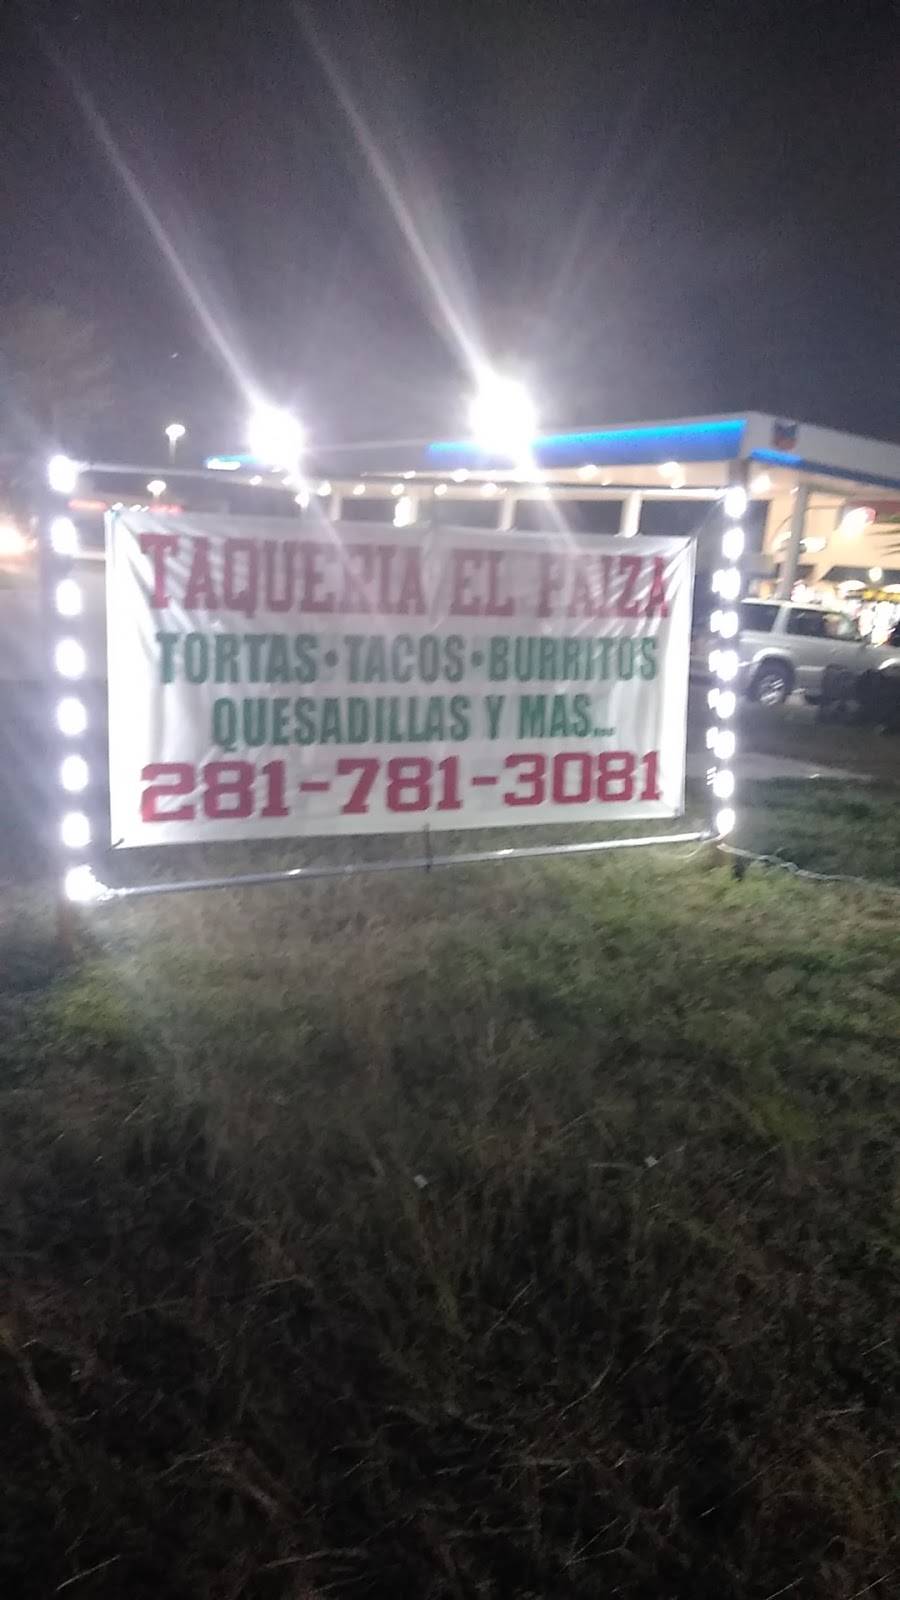 TAQUERIA EL PAIZA
TORTAS•TACOS•BURRITOS
QUESADILLAS Y MAS...
281-781-3081